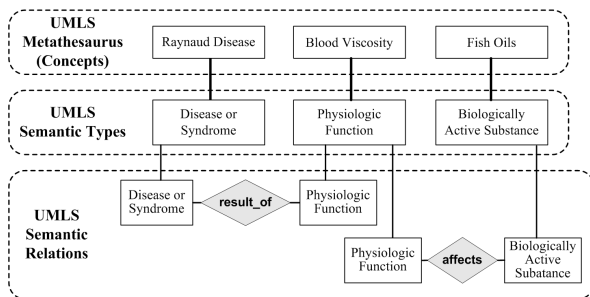 UMLS
Metathesaurus
(Concepts)
Raynaud Disease
Blood Viscosity
Fish Oils
UMLS
Semantic Types
Disease or
Syndrome
Physiologic
Function
Biologically
Active Substance
UMLS
Semantic
Relations
Disease or
Syndrome
result_of
Physiologic
Function
Physiologic
Function
affects
Biologically
Active
Subatance